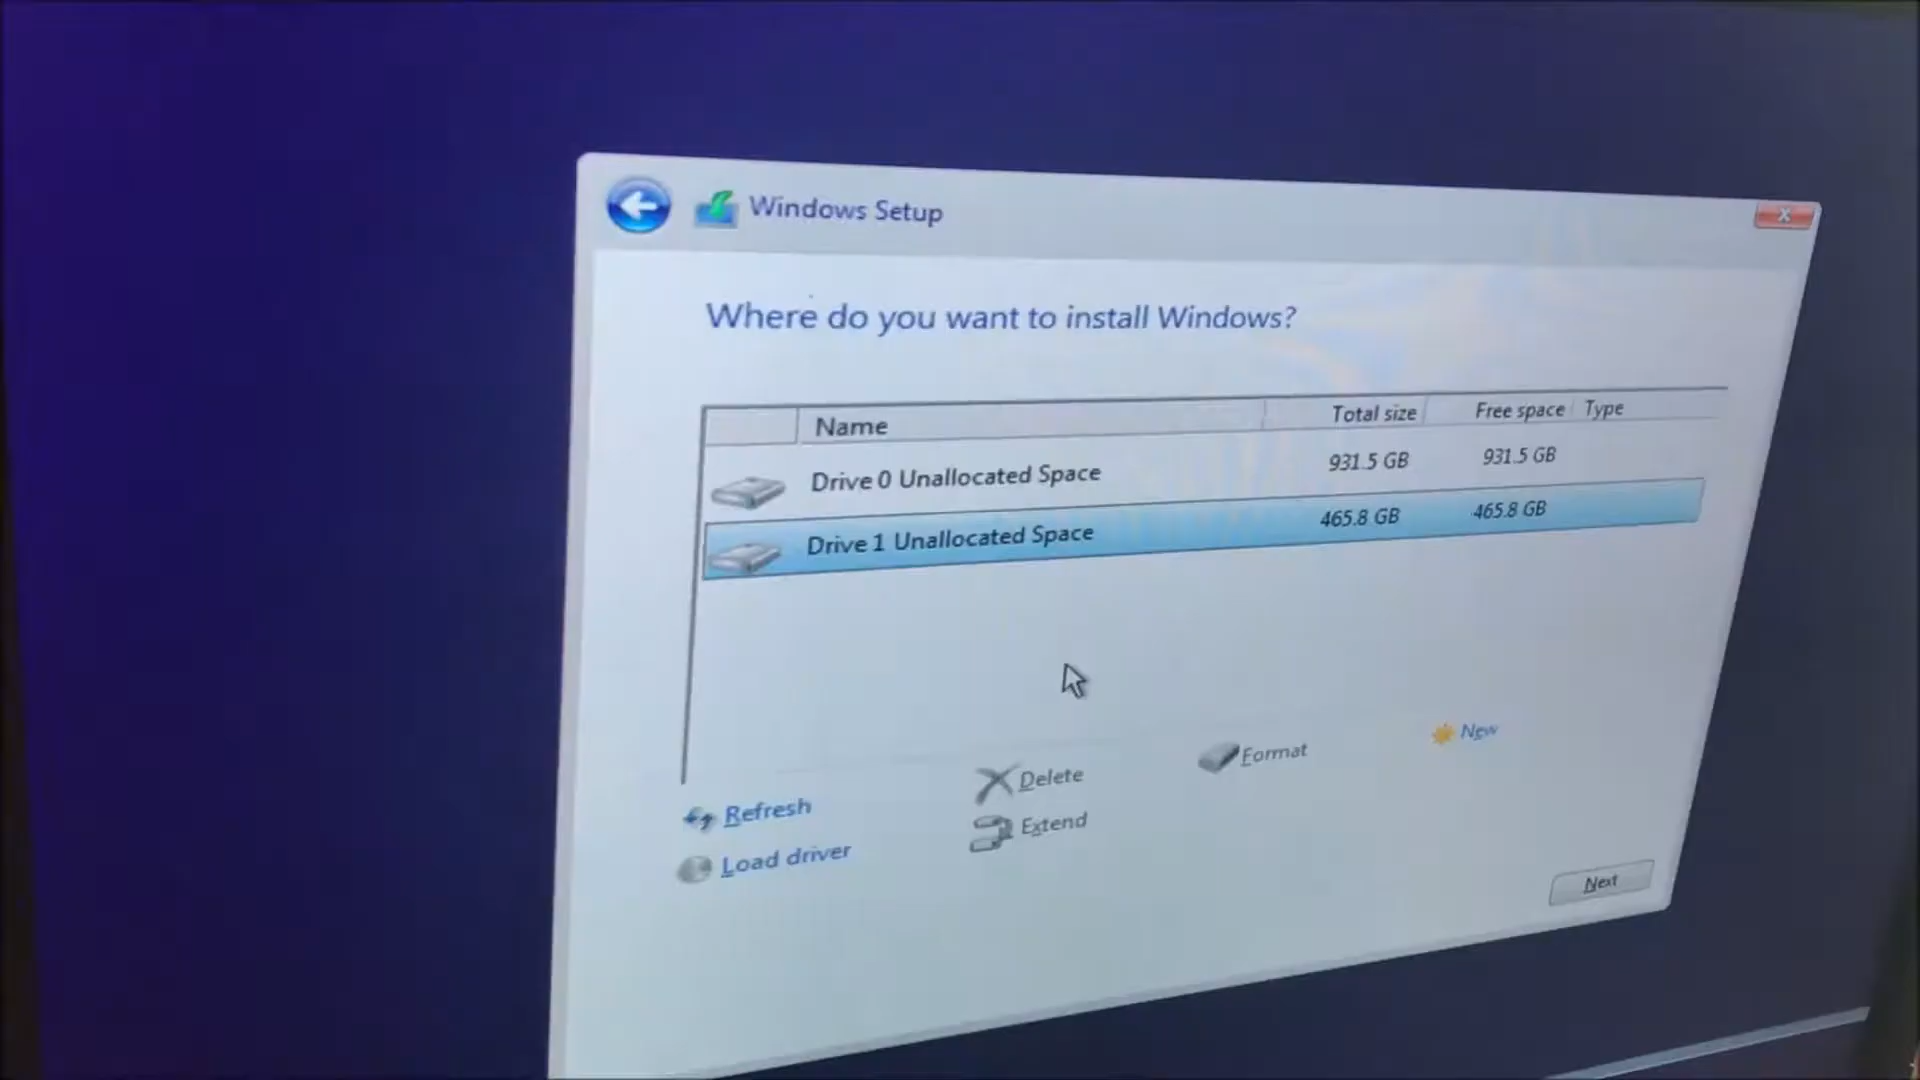 Windows Setup
Where do you want to install Windows?
Name Total size Free space Type
Drive 0 Unallocated Space 931.5 GB 931.5 GB
Drive 1 Unallocated Space 465.8 GB 465.8 GB
Refresh Delete Format New
Load driver Extend
Next